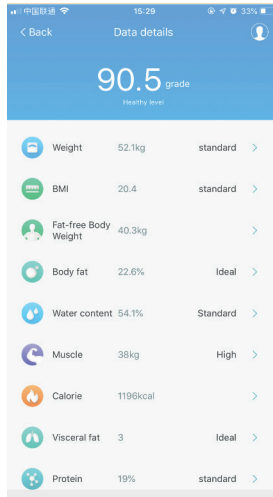 中国联通 15:29 33%
< Back Data details
90.5 grade
Healthy level
Weight 52.1kg standard >
BMI 20.4 standard >
Fat-free Body
Weight 40.3kg >
Body fat 22.6% Ideal >
Water content 54.1% Standard >
Muscle 38kg High >
Calorie 1196kcal >
Visceral fat 3 Ideal >
Protein 19% standard >